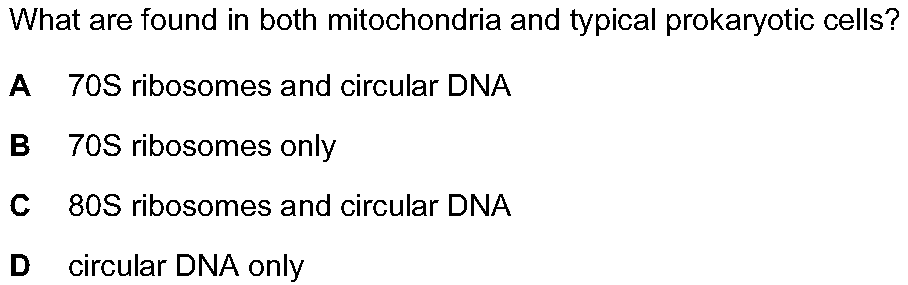 What are found in both mitochondria and typical prokaryotic cells?
A 70S ribosomes and circular DNA
B 70S ribosomes only
C 80S ribosomes and circular DNA
D circular DNA only